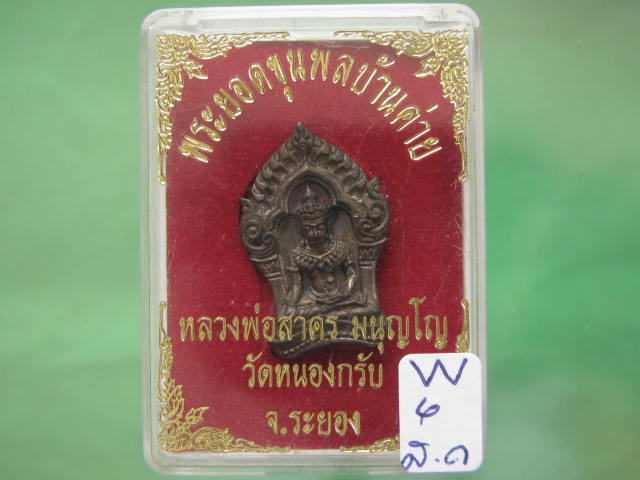 พระยอดขุนพลบ้านค่าย
หลวงพ่อสาคร มนุญโญ
วัดหนองกรับ
จ.ระยอง
W
ส.ค